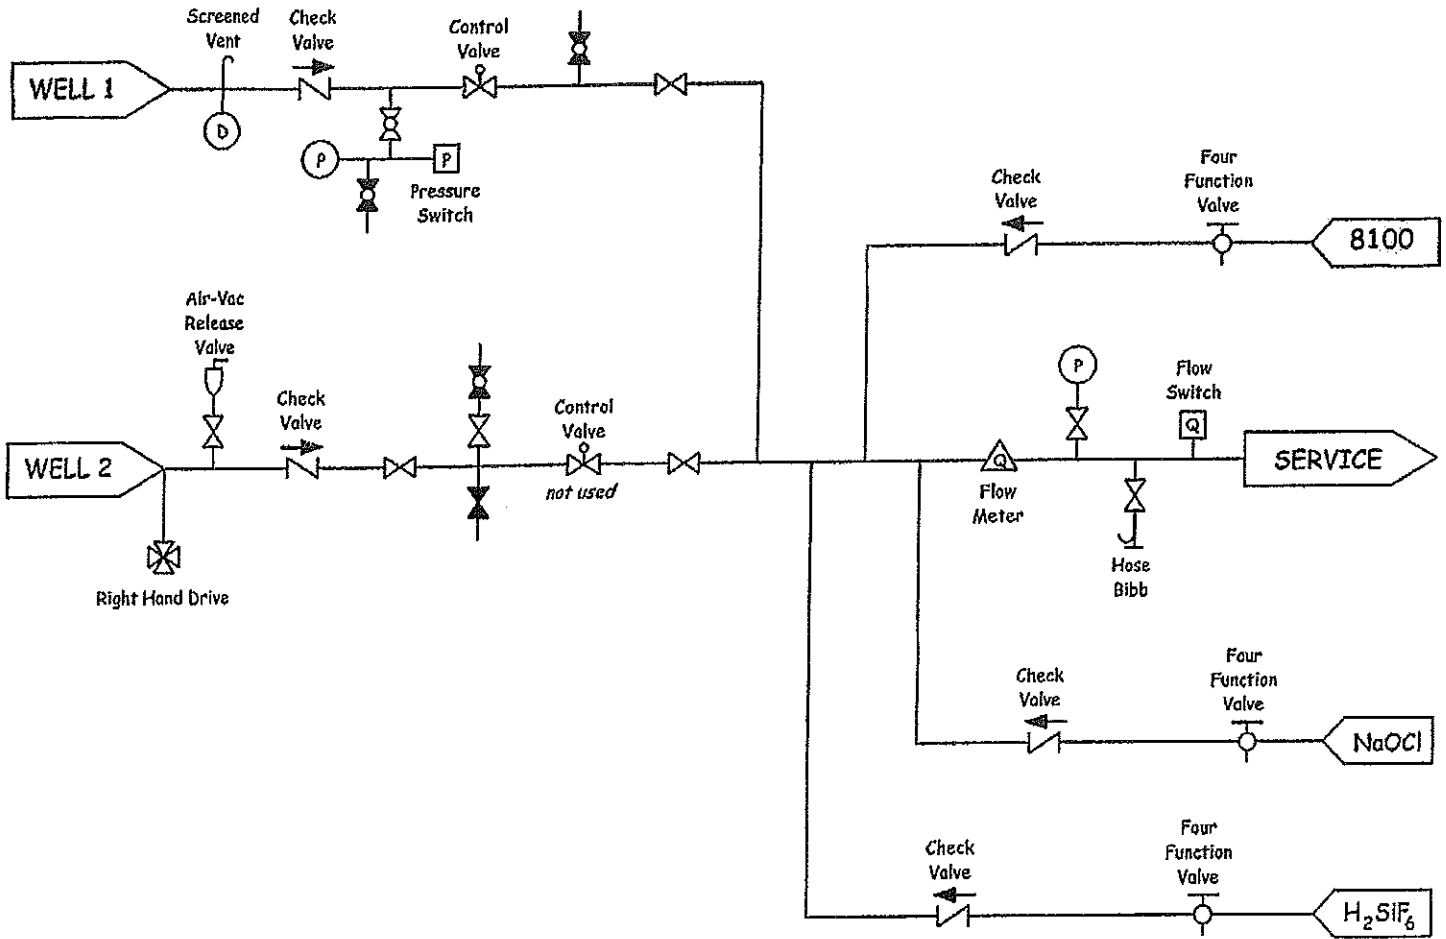 Screened
Vent
Check
Valve
Control
Valve
WELL 1
D
P
P
Pressure
Switch
Check
Valve
Four
Function
Valve
8100
Air-Vac
Release
Valve
Check
Valve
Control
Valve
not used
WELL 2
Right Hand Drive
P
Flow
Switch
Q
Q
Flow
Meter
SERVICE
Hose
Bibb
Check
Valve
Four
Function
Valve
NaOCl
Check
Valve
Four
Function
Valve
H₂SiF₆